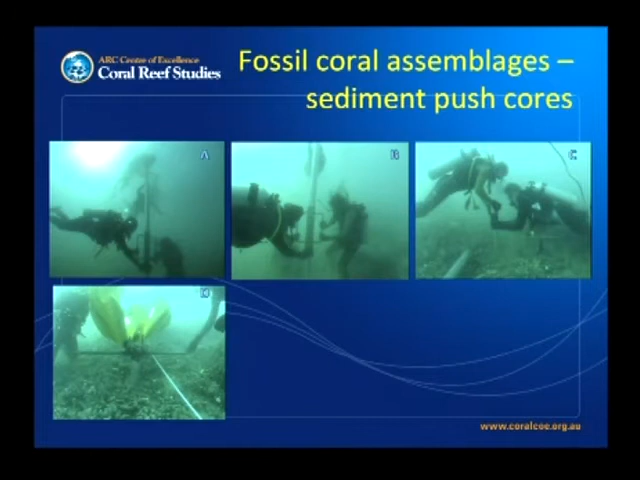 ARC Centre of Excellence
Coral Reef Studies
Fossil coral assemblages –
sediment push cores
A
B
C
D
www.coralcoe.org.au